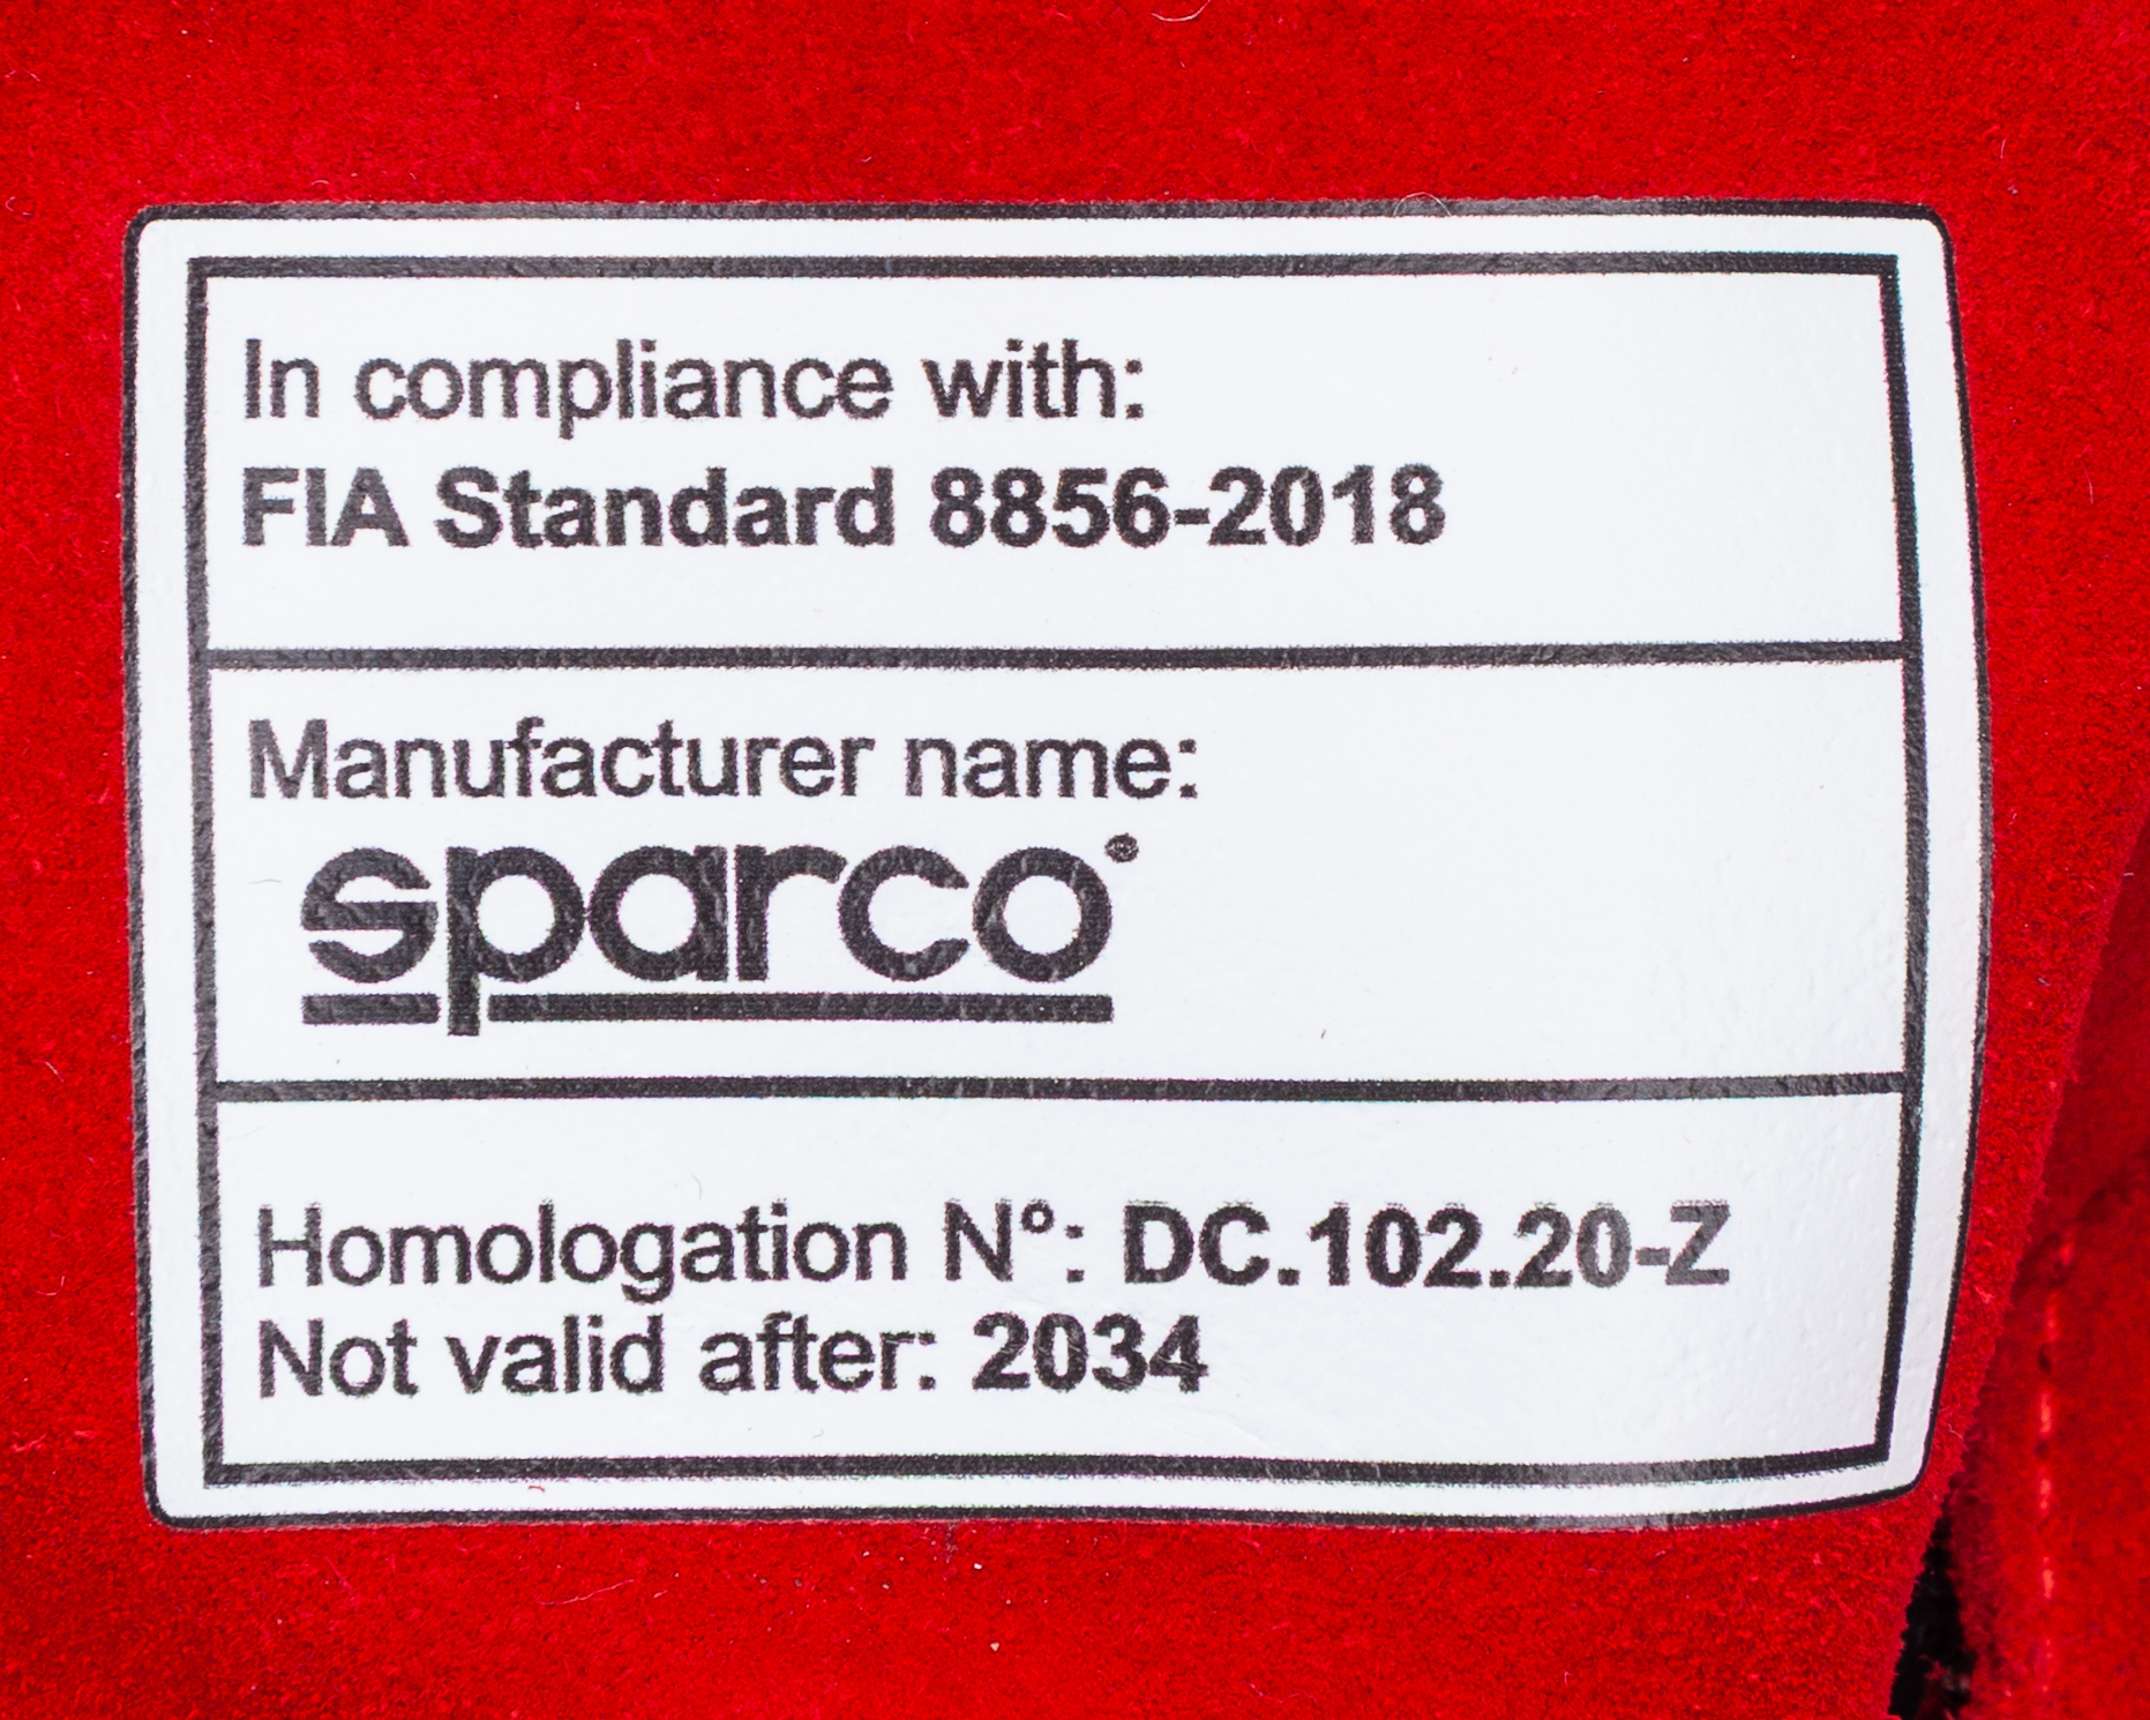 In compliance with:
FIA Standard 8856-2018
Manufacturer name:
sparco
Homologation N°: DC.102.20-Z
Not valid after: 2034